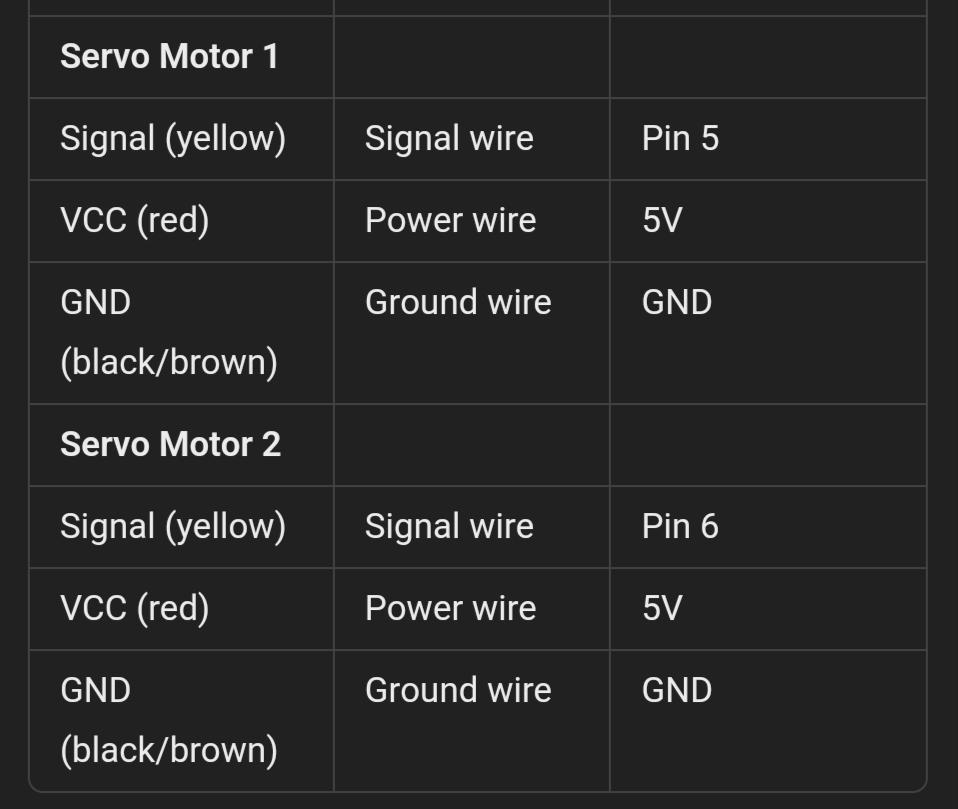 Servo Motor 1
Signal (yellow) Signal wire Pin 5
VCC (red) Power wire 5V
GND Ground wire GND
(black/brown)
Servo Motor 2
Signal (yellow) Signal wire Pin 6
VCC (red) Power wire 5V
GND Ground wire GND
(black/brown)